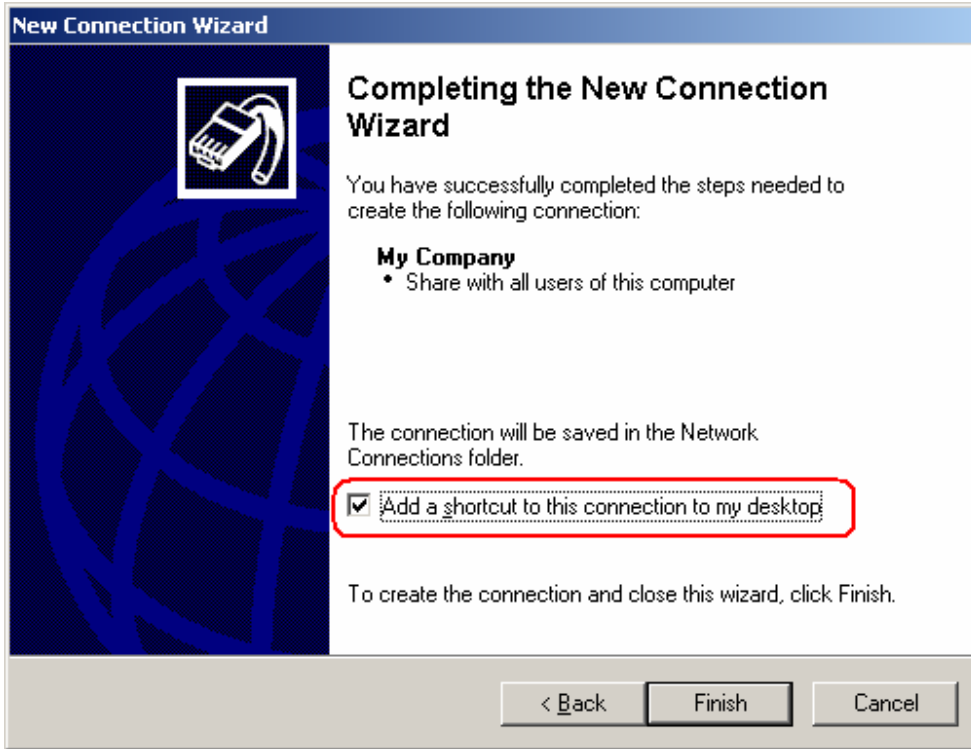 New Connection Wizard
Completing the New Connection
Wizard
You have successfully completed the steps needed to
create the following connection:
My Company
• Share with all users of this computer
The connection will be saved in the Network
Connections folder.
Add a shortcut to this connection to my desktop
To create the connection and close this wizard, click Finish.
< Back Finish Cancel